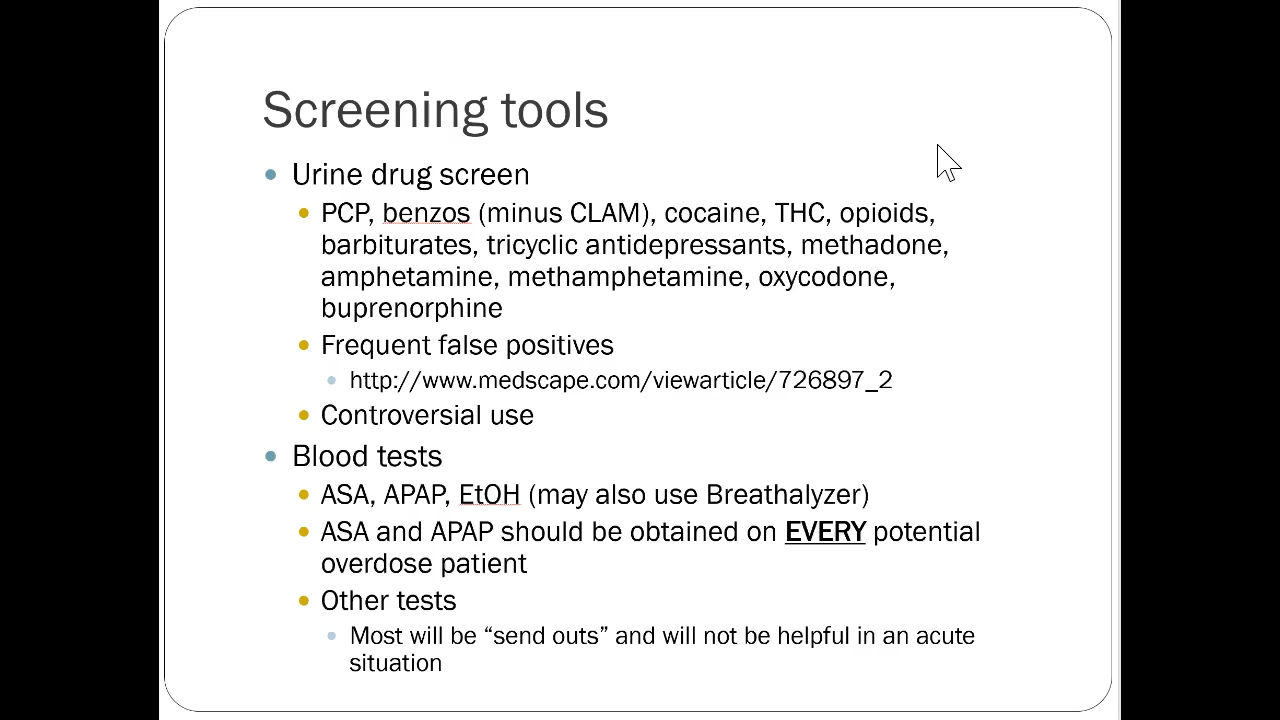 Screening tools
Urine drug screen
PCP, benzos (minus CLAM), cocaine, THC, opioids,
barbiturates, tricyclic antidepressants, methadone,
amphetamine, methamphetamine, oxycodone,
buprenorphine
Frequent false positives
http://www.medscape.com/viewarticle/726897_2
Controversial use
Blood tests
ASA, APAP, EtOH (may also use Breathalyzer)
ASA and APAP should be obtained on EVERY potential
overdose patient
Other tests
Most will be “send outs” and will not be helpful in an acute
situation